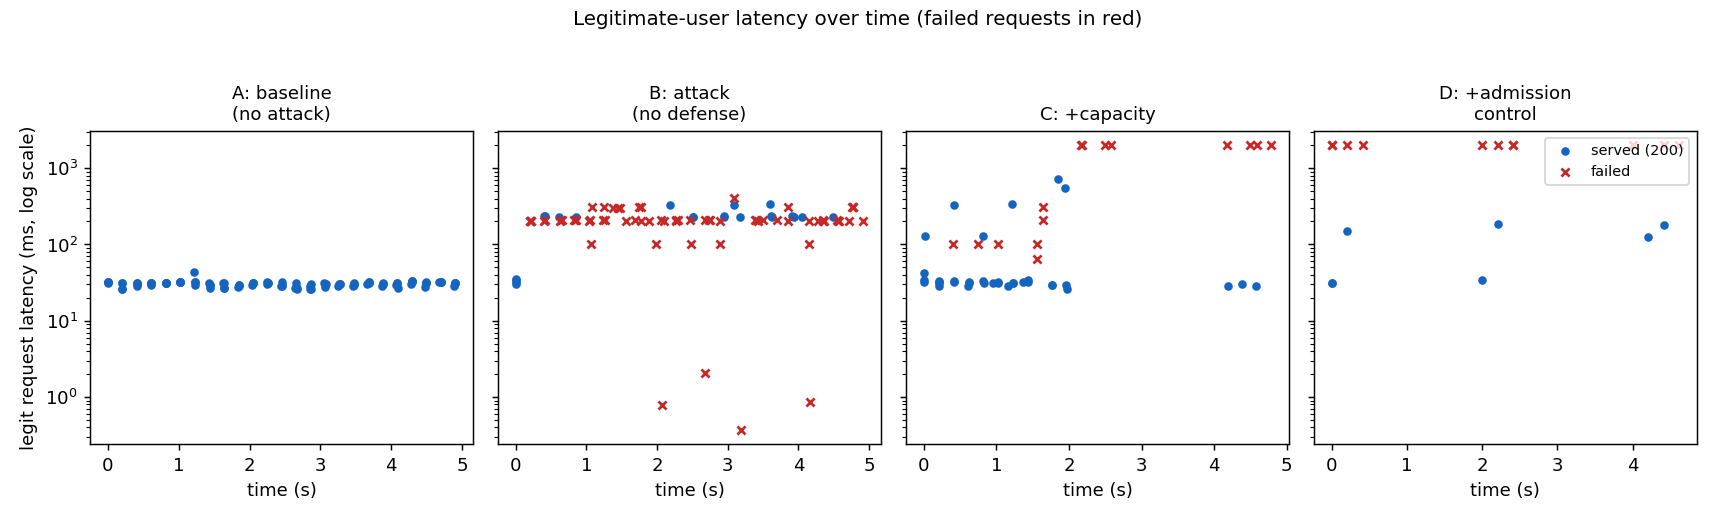 Legitimate-user latency over time (failed requests in red)
A: baseline
(no attack)
B: attack
(no defense)
C: +capacity
D: +admission
control
legit request latency (ms, log scale)
10³
10²
10¹
10⁰
0 1 2 3 4 5
time (s)
0 1 2 3 4 5
time (s)
0 1 2 3 4 5
time (s)
served (200)
failed
0 1 2 3 4
time (s)